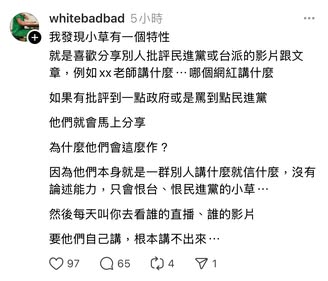 whitebadbad 5小時
我發現小草有一個特性
就是喜歡分享別人批評民進黨或台派的影片跟文
章，例如xx老師講什麼⋯哪個網紅講什麼
如果有批評到一點政府或是罵到點民進黨
他們就會馬上分享
為什麼他們會這麼作？
因為他們本身就是一群別人講什麼就信什麼，沒有
論述能力，只會恨台、恨民進黨的小草⋯
然後每天叫你去看誰的直播、誰的影片
要他們自己講，根本講不出來⋯
97 65 4 1